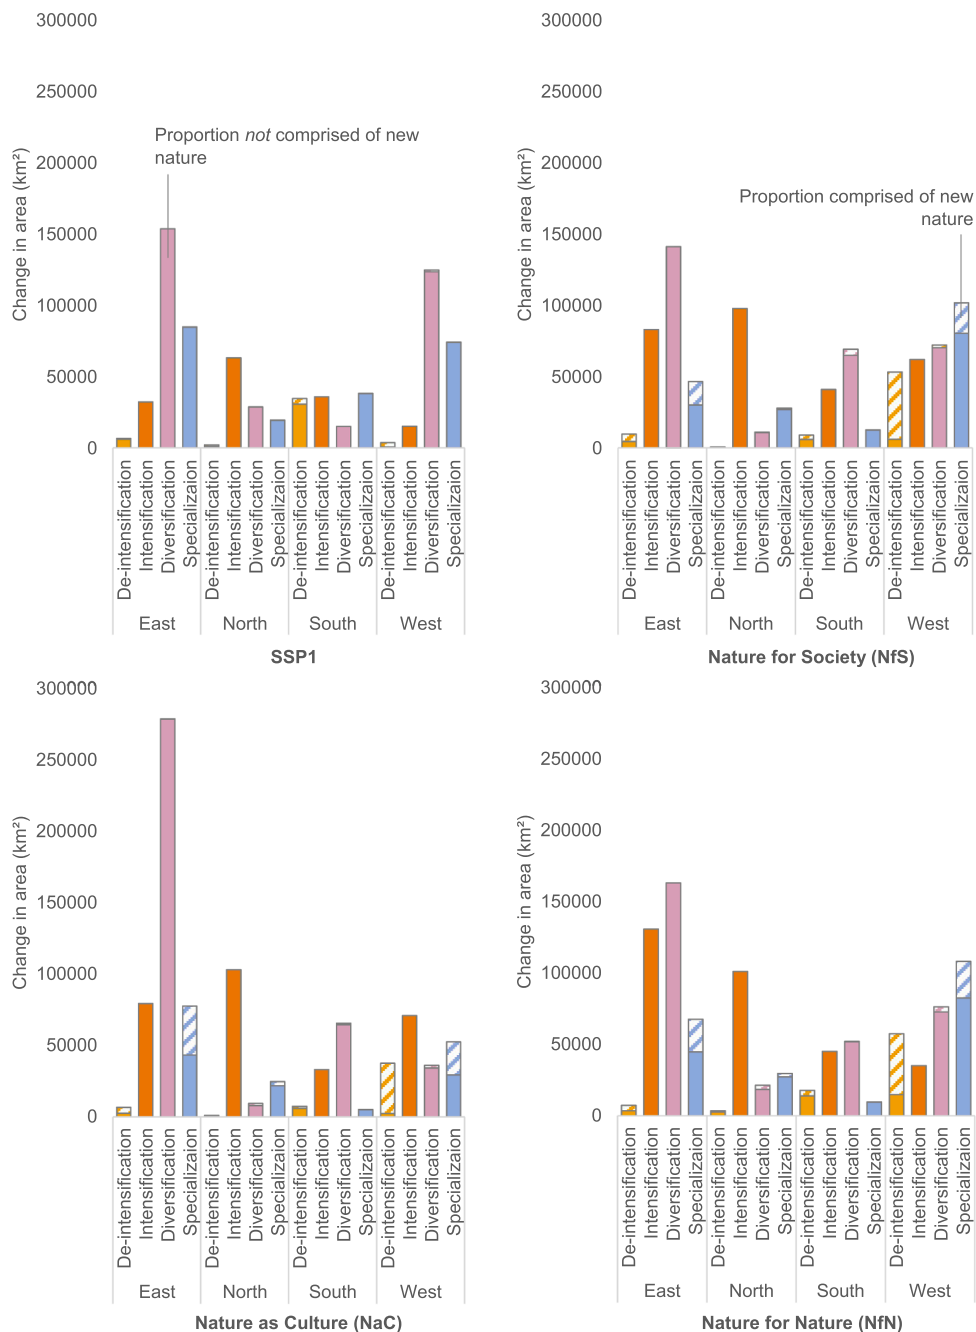 300000
250000
Proportion not comprised of new
nature
200000
150000
100000
50000
0
Change in area (km²)
De-intensification
Intensification
Diversification
Specializaion
De-intensification
Intensification
Diversification
Specializaion
De-intensification
Intensification
Diversification
Specializaion
De-intensification
Intensification
Diversification
Specializaion
East
North
South
West
SSP1
300000
250000
200000
Proportion comprised of new
nature
150000
100000
50000
0
Change in area (km²)
De-intensification
Intensification
Diversification
Specializaion
De-intensification
Intensification
Diversification
Specializaion
De-intensification
Intensification
Diversification
Specializaion
De-intensification
Intensification
Diversification
Specializaion
East
North
South
West
Nature for Society (NfS)
300000
250000
200000
150000
100000
50000
0
Change in area (km²)
De-intensification
Intensification
Diversification
Specializaion
De-intensification
Intensification
Diversification
Specializaion
De-intensification
Intensification
Diversification
Specializaion
De-intensification
Intensification
Diversification
Specializaion
East
North
South
West
Nature as Culture (NaC)
300000
250000
200000
150000
100000
50000
0
Change in area (km²)
De-intensification
Intensification
Diversification
Specializaion
De-intensification
Intensification
Diversification
Specializaion
De-intensification
Intensification
Diversification
Specializaion
De-intensification
Intensification
Diversification
Specializaion
East
North
South
West
Nature for Nature (NfN)